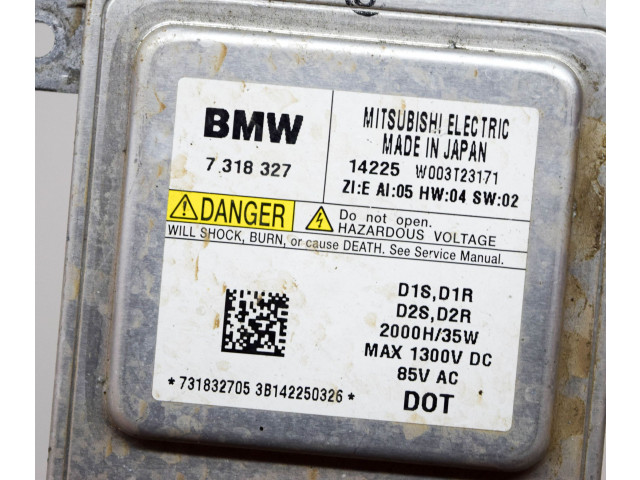 BMW
7 318 327
MITSUBISHI ELECTRIC
MADE IN JAPAN
14225 W003T23171
ZI:E AI:05 HW:04 SW:02
DANGER
Do not open.
HAZARDOUS VOLTAGE
WILL SHOCK, BURN, or cause DEATH. See Service Manual.
D1S,D1R
D2S,D2R
2000H/35W
MAX 1300V DC
85V AC
*731832705 3B142250326*
DOT